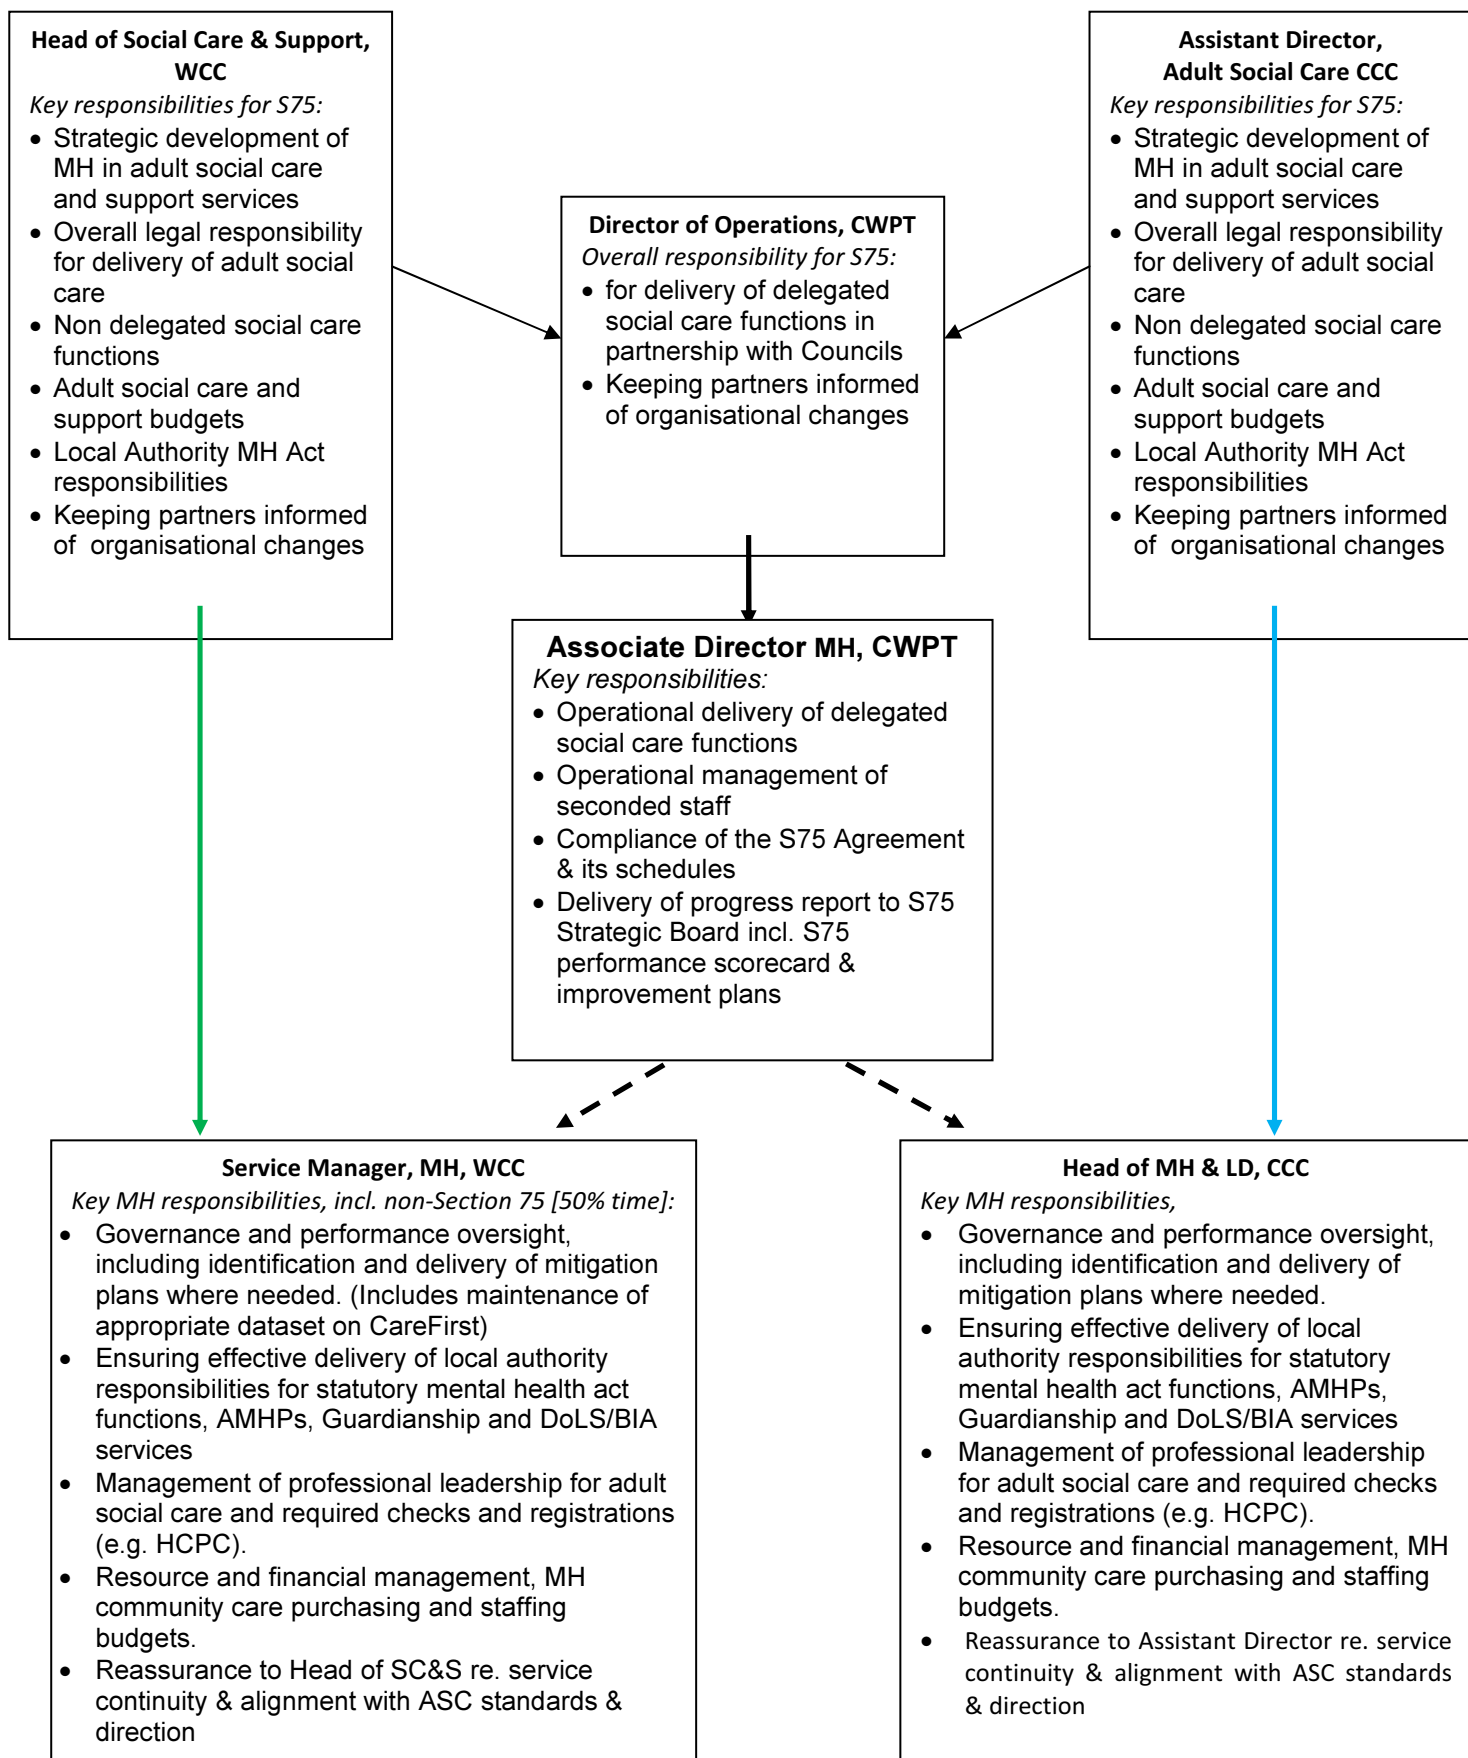 Head of Social Care & Support,
WCC
Key responsibilities for S75:
• Strategic development of
MH in adult social care
and support services
• Overall legal responsibility
for delivery of adult social
care
• Non delegated social care
functions
• Adult social care and
support budgets
• Local Authority MH Act
responsibilities
• Keeping partners informed
of organisational changes
Director of Operations, CWPT
Overall responsibility for S75:
• for delivery of delegated
social care functions in
partnership with Councils
• Keeping partners informed
of organisational changes
Assistant Director,
Adult Social Care CCC
Key responsibilities for S75:
• Strategic development of
MH in adult social care
and support services
• Overall legal responsibility
for delivery of adult social
care
• Non delegated social care
functions
• Adult social care and
support budgets
• Local Authority MH Act
responsibilities
• Keeping partners informed
of organisational changes
Associate Director MH, CWPT
Key responsibilities:
• Operational delivery of delegated
social care functions
• Operational management of
seconded staff
• Compliance of the S75 Agreement
& its schedules
• Delivery of progress report to S75
Strategic Board incl. S75
performance scorecard &
improvement plans
Service Manager, MH, WCC
Key MH responsibilities, incl. non-Section 75 [50% time]:
• Governance and performance oversight,
including identification and delivery of mitigation
plans where needed. (Includes maintenance of
appropriate dataset on CareFirst)
• Ensuring effective delivery of local authority
responsibilities for statutory mental health act
functions, AMHPs, Guardianship and DoLS/BIA
services
• Management of professional leadership for adult
social care and required checks and registrations
(e.g. HCPC).
• Resource and financial management, MH
community care purchasing and staffing
budgets.
• Reassurance to Head of SC&S re. service
continuity & alignment with ASC standards &
direction
Head of MH & LD, CCC
Key MH responsibilities,
• Governance and performance oversight,
including identification and delivery of
mitigation plans where needed.
• Ensuring effective delivery of local
authority responsibilities for statutory
mental health act functions, AMHPs,
Guardianship and DoLS/BIA services
• Management of professional leadership
for adult social care and required checks
and registrations (e.g. HCPC).
• Resource and financial management, MH
community care purchasing and staffing
budgets.
• Reassurance to Assistant Director re. service
continuity & alignment with ASC standards
& direction